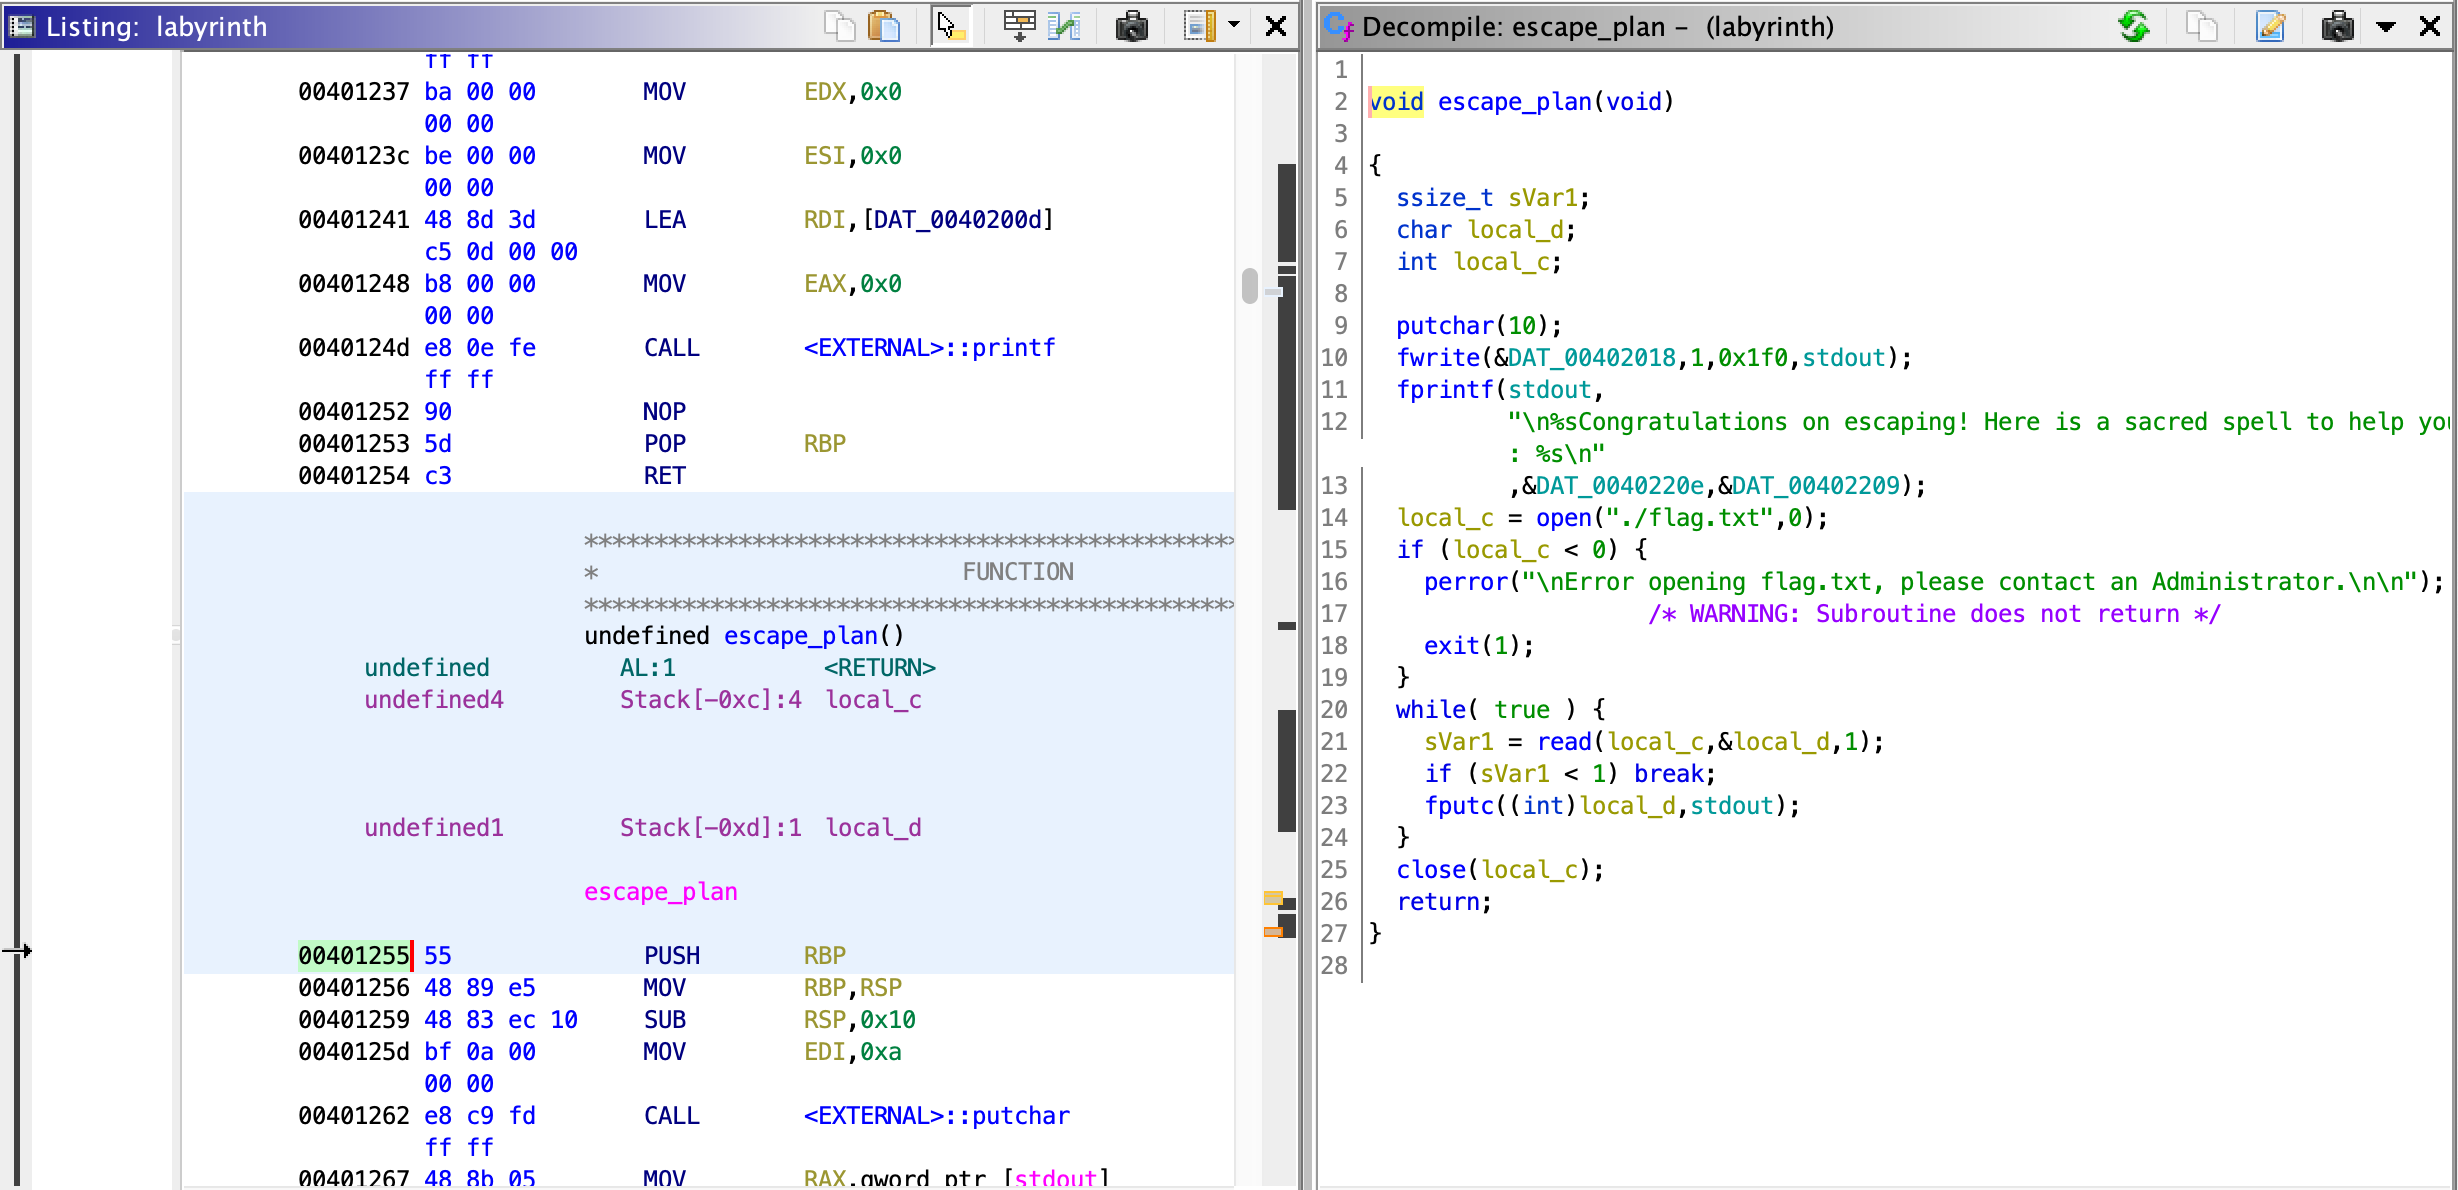 Listing: labyrinth
ff ff
00401237 ba 00 00 MOV EDX,0x0
00 00
0040123c be 00 00 MOV ESI,0x0
00 00
00401241 48 8d 3d LEA RDI,[DAT_0040200d]
c5 0d 00 00
00401248 b8 00 00 MOV EAX,0x0
00 00
0040124d e8 0e fe CALL <EXTERNAL>::printf
ff ff
00401252 90 NOP
00401253 5d POP RBP
00401254 c3 RET
**********************************************
* FUNCTION
**********************************************
undefined escape_plan()
undefined AL:1 <RETURN>
undefined4 Stack[-0xc]:4 local_c
undefined1 Stack[-0xd]:1 local_d
escape_plan
00401255 55 PUSH RBP
00401256 48 89 e5 MOV RBP,RSP
00401259 48 83 ec 10 SUB RSP,0x10
0040125d bf 0a 00 MOV EDI,0xa
00 00
00401262 e8 c9 fd CALL <EXTERNAL>::putchar
ff ff
00401267 48 8b 05 MOV RAX,qword ptr [stdout]
Decompile: escape_plan - (labyrinth)
1
2 void escape_plan(void)
3
4 {
5 ssize_t sVar1;
6 char local_d;
7 int local_c;
8
9 putchar(10);
10 fwrite(&DAT_00402018,1,0x1f0,stdout);
11 fprintf(stdout,
12 "\n%sCongratulations on escaping! Here is a sacred spell to help you
: %s\n"
13 ,&DAT_0040220e,&DAT_00402209);
14 local_c = open("./flag.txt",0);
15 if (local_c < 0) {
16 perror("\nError opening flag.txt, please contact an Administrator.\n\n");
17 /* WARNING: Subroutine does not return */
18 exit(1);
19 }
20 while( true ) {
21 sVar1 = read(local_c,&local_d,1);
22 if (sVar1 < 1) break;
23 fputc((int)local_d,stdout);
24 }
25 close(local_c);
26 return;
27 }
28